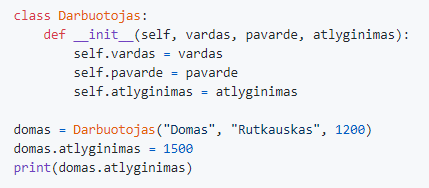 class Darbuotojas:
    def __init__(self, vardas, pavarde, atlyginimas):
        self.vardas = vardas
        self.pavarde = pavarde
        self.atlyginimas = atlyginimas

domas = Darbuotojas("Domas", "Rutkauskas", 1200)
domas.atlyginimas = 1500
print(domas.atlyginimas)